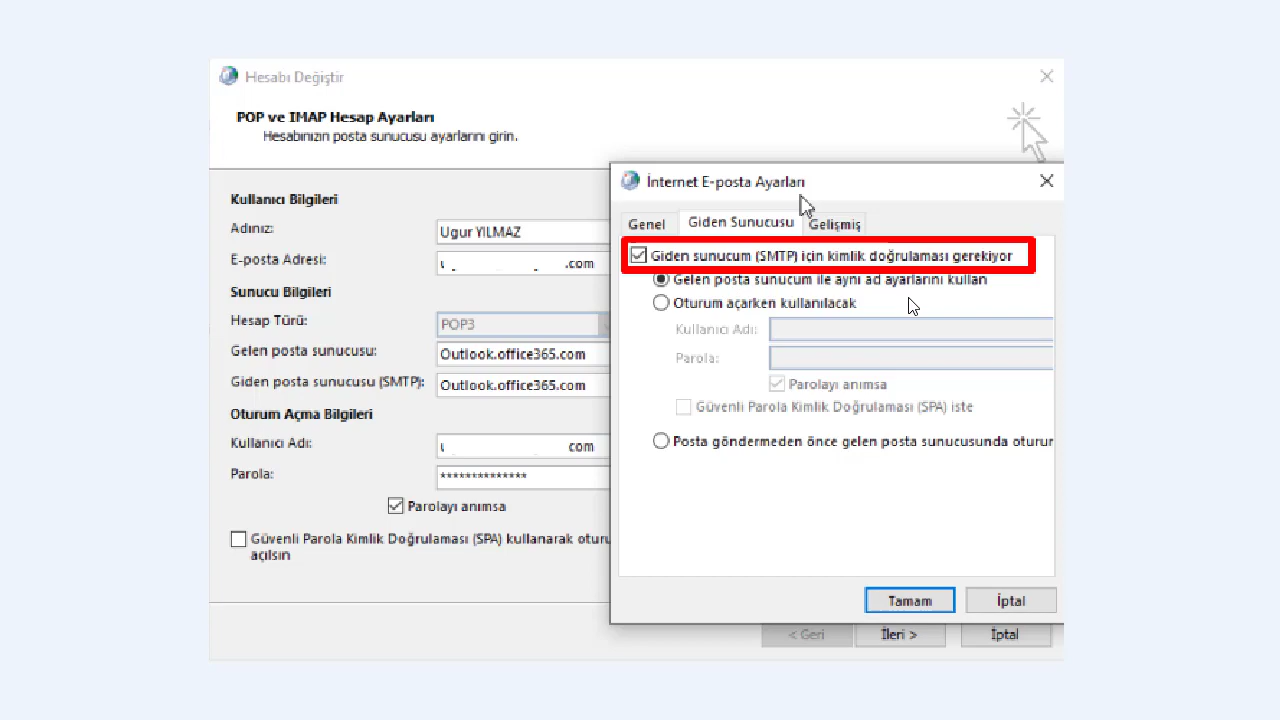 Hesabı Değiştir
POP ve IMAP Hesap Ayarları
Hesabınızın posta sunucusu ayarlarını girin.
Kullanıcı Bilgileri
Adınız:
Ugur YILMAZ
E-posta Adresi:
.com
Sunucu Bilgileri
Hesap Türü:
POP3
Gelen posta sunucusu:
Outlook.office365.com
Giden posta sunucusu (SMTP):
Outlook.office365.com
Oturum Açma Bilgileri
Kullanıcı Adı:
com
Parola:
**************
Parolayı anımsa
Güvenli Parola Kimlik Doğrulaması (SPA) kullanarak oturu
açılsın
İnternet E-posta Ayarları
Genel
Giden Sunucusu
Gelişmiş
Giden sunucum (SMTP) için kimlik doğrulaması gerekiyor
Gelen posta sunucum ile aynı ad ayarlarını kullan
Oturum açarken kullanılacak
Kullanıcı Adı:
Parola:
Parolayı anımsa
Güvenli Parola Kimlik Doğrulaması (SPA) iste
Posta göndermeden önce gelen posta sunucusunda oturur
Tamam
İptal
< Geri
İleri >
İptal